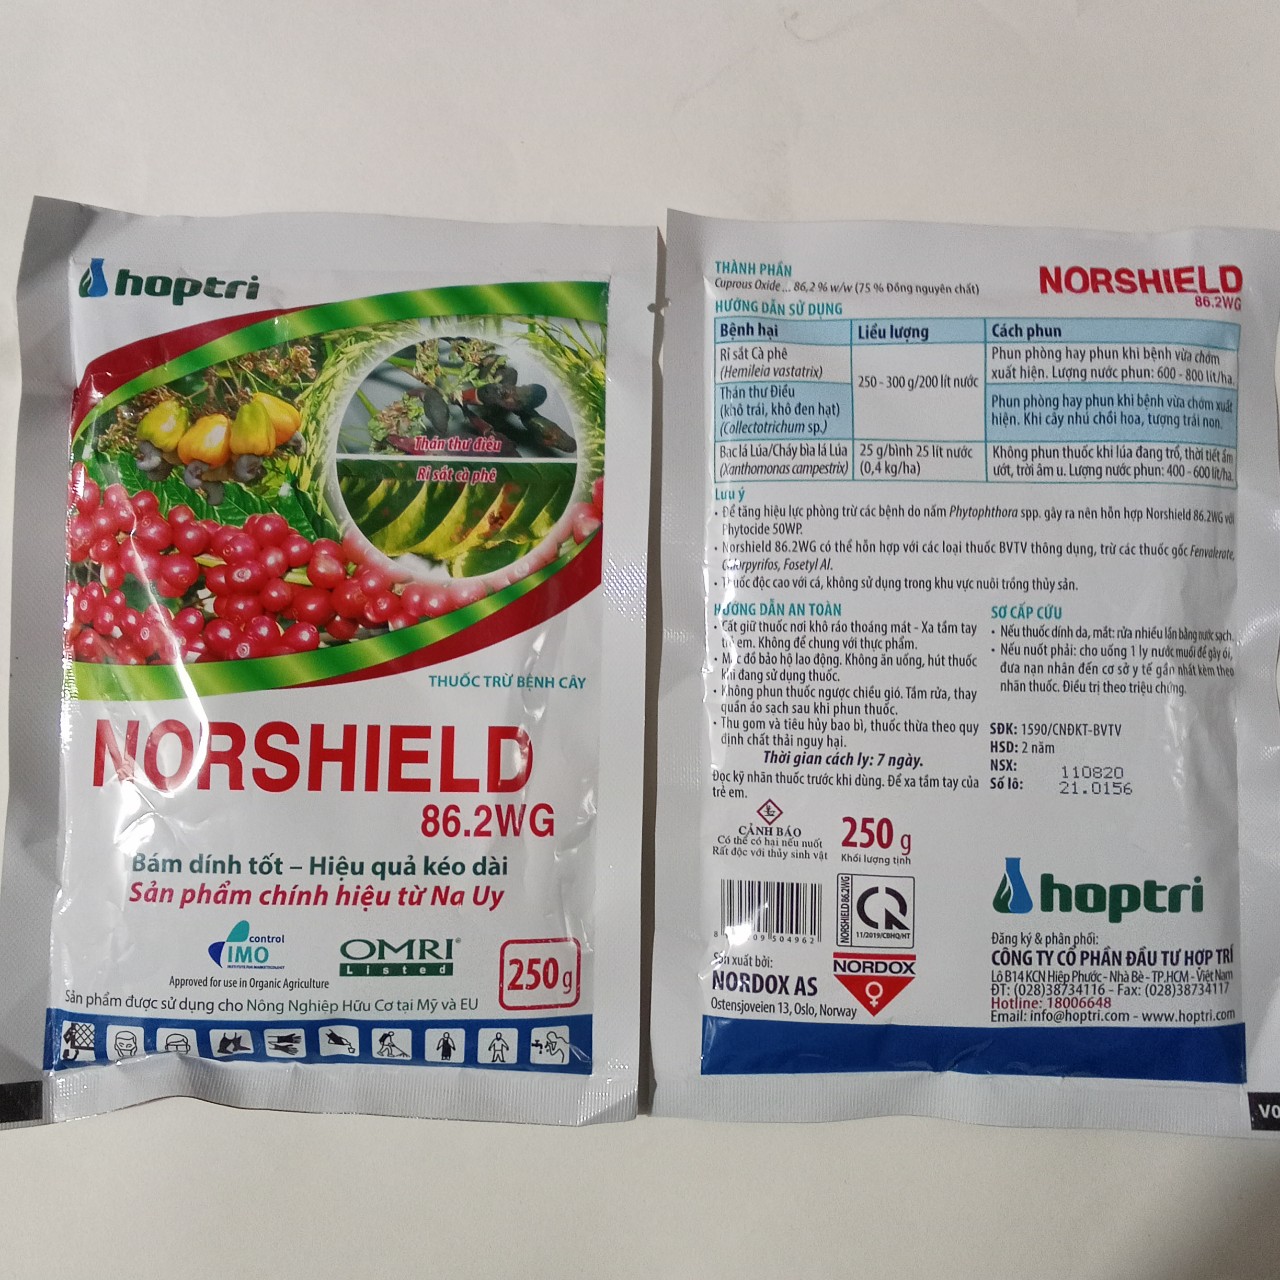 hoptri
Thán thư điều
Rỉ sắt cà phê
THUỐC TRỪ BỆNH CÂY
NORSHIELD
86.2WG
Bám dính tốt – Hiệu quả kéo dài
Sản phẩm chính hiệu từ Na Uy
control
IMO
OMRI
Listed
Approved for use in Organic Agriculture
250g
Sản phẩm được sử dụng cho Nông Nghiệp Hữu Cơ tại Mỹ và EU
THÀNH PHẦN
Cuprous Oxide ... 86,2 % w/w (75 % Đồng nguyên chất)
NORSHIELD
86.2WG
HƯỚNG DẪN SỬ DỤNG
Bệnh hại Liều lượng Cách phun
Rỉ sắt Cà phê
(Hemileia vastatrix)
250 - 300 g/200 lít nước
Phun phòng hay phun khi bệnh vừa chớm
xuất hiện. Lượng nước phun: 600 - 800 lít/ha.
Thán thư Điều
(khô trái, khô đen hạt)
(Collectotrichum sp.)
Phun phòng hay phun khi bệnh vừa chớm xuất
hiện. Khi cây nhú chồi hoa, tượng trái non.
Bạc lá Lúa/Cháy bìa lá Lúa
(Xanthomonas campestrix)
25 g/bình 25 lít nước
(0,4 kg/ha)
Không phun thuốc khi lúa đang trổ, thời tiết ẩm
ướt, trời âm u. Lượng nước phun: 400 - 600 lít/ha.
Lưu ý
• Để tăng hiệu lực phòng trừ các bệnh do nấm Phytophthora spp. gây ra nên hỗn hợp Norshield 86.2WG với
Phytocide 50WP.
• Norshield 86.2WG có thể hỗn hợp với các loại thuốc BVTV thông dụng, trừ các thuốc gốc Fenvalerate,
Chlorpyrifos, Fosetyl Al.
• Thuốc độc cao với cá, không sử dụng trong khu vực nuôi trồng thủy sản.
HƯỚNG DẪN AN TOÀN
• Cất giữ thuốc nơi khô ráo thoáng mát - Xa tầm tay
trẻ em. Không để chung với thực phẩm.
• Mặc đồ bảo hộ lao động. Không ăn uống, hút thuốc
khi đang sử dụng thuốc.
• Không phun thuốc ngược chiều gió. Tắm rửa, thay
quần áo sạch sau khi phun thuốc.
• Thu gom và tiêu hủy bao bì, thuốc thừa theo quy
định chất thải nguy hại.
Thời gian cách ly: 7 ngày.
Đọc kỹ nhãn thuốc trước khi dùng. Để xa tầm tay của
trẻ em.
SƠ CẤP CỨU
• Nếu thuốc dính da, mắt: rửa nhiều lần bằng nước sạch.
• Nếu nuốt phải: cho uống 1 ly nước muối để gây ói,
đưa nạn nhân đến cơ sở y tế gần nhất kèm theo
nhãn thuốc. Điều trị theo triệu chứng.
SĐK: 1590/CNĐKT-BVTV
HSD: 2 năm
NSX: 110820
Số lô: 21.0156
CẢNH BÁO
Có thể có hại nếu nuốt
Rất độc với thủy sinh vật
250 g
Khối lượng tịnh
NORSHIELD 86.2WG
11/2019/CBHQ/HT
Sản xuất bởi:
NORDOX AS
Ostensjoveien 13, Oslo, Norway
NORDOX
hoptri
Đăng ký & phân phối:
CÔNG TY CỔ PHẦN ĐẦU TƯ HỢP TRÍ
Lô B14 KCN Hiệp Phước - Nhà Bè - TP.HCM - Việt Nam
ĐT: (028)38734116 - Fax: (028)38734117
Hotline: 18006648
Email: info@hoptri.com - www.hoptri.com